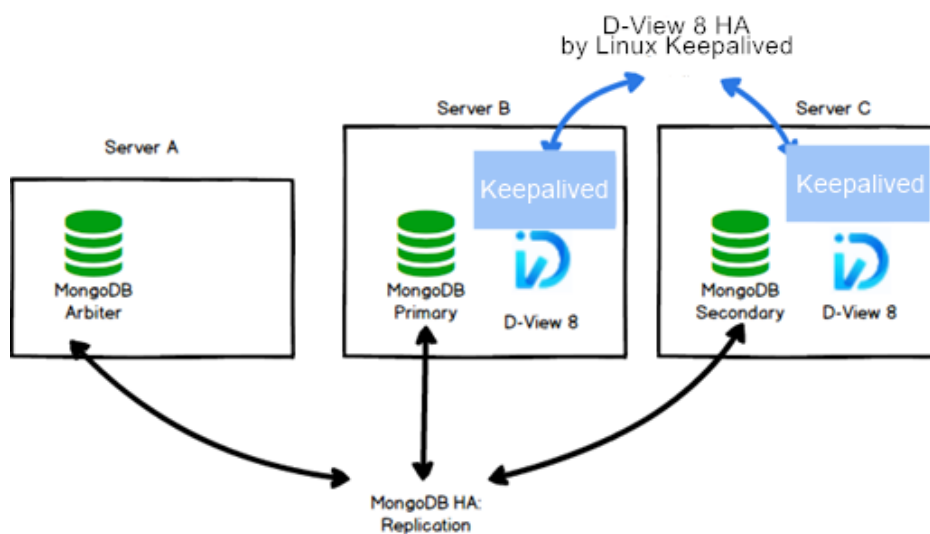 D-View 8 HA
by Linux Keepalived
Server A
MongoDB
Arbiter
Server B
Keepalived
MongoDB
Primary
D-View 8
Server C
Keepalived
MongoDB
Secondary
D-View 8
MongoDB HA:
Replication